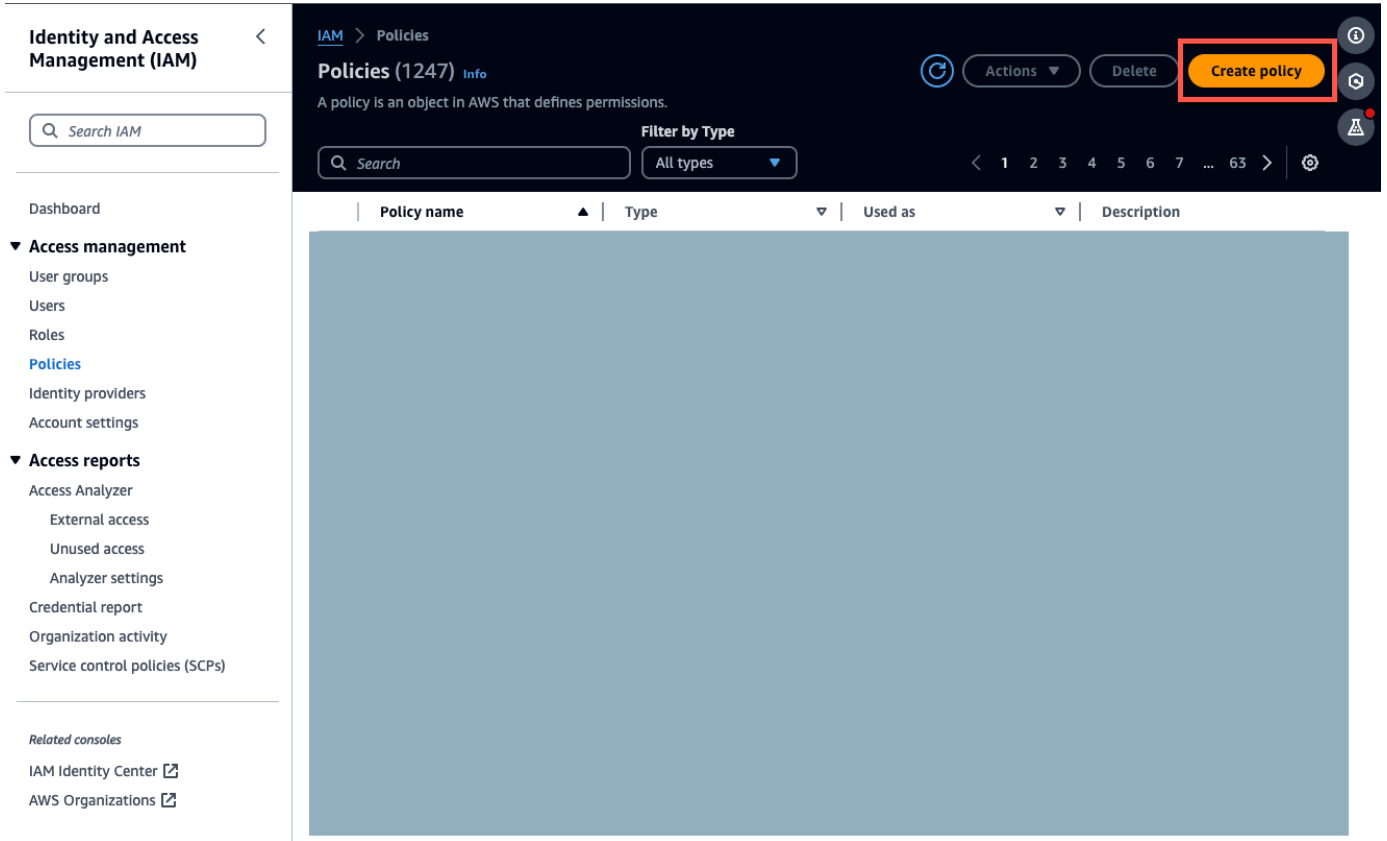 Identity and Access
Management (IAM)
Search IAM
Dashboard
Access management
User groups
Users
Roles
Policies
Identity providers
Account settings
Access reports
Access Analyzer
External access
Unused access
Analyzer settings
Credential report
Organization activity
Service control policies (SCPs)
Related consoles
IAM Identity Center
AWS Organizations
IAM > Policies
Policies (1247) Info
Actions Delete Create policy
A policy is an object in AWS that defines permissions.
Filter by Type
Search All types < 1 2 3 4 5 6 7 ... 63 >
Policy name Type Used as Description